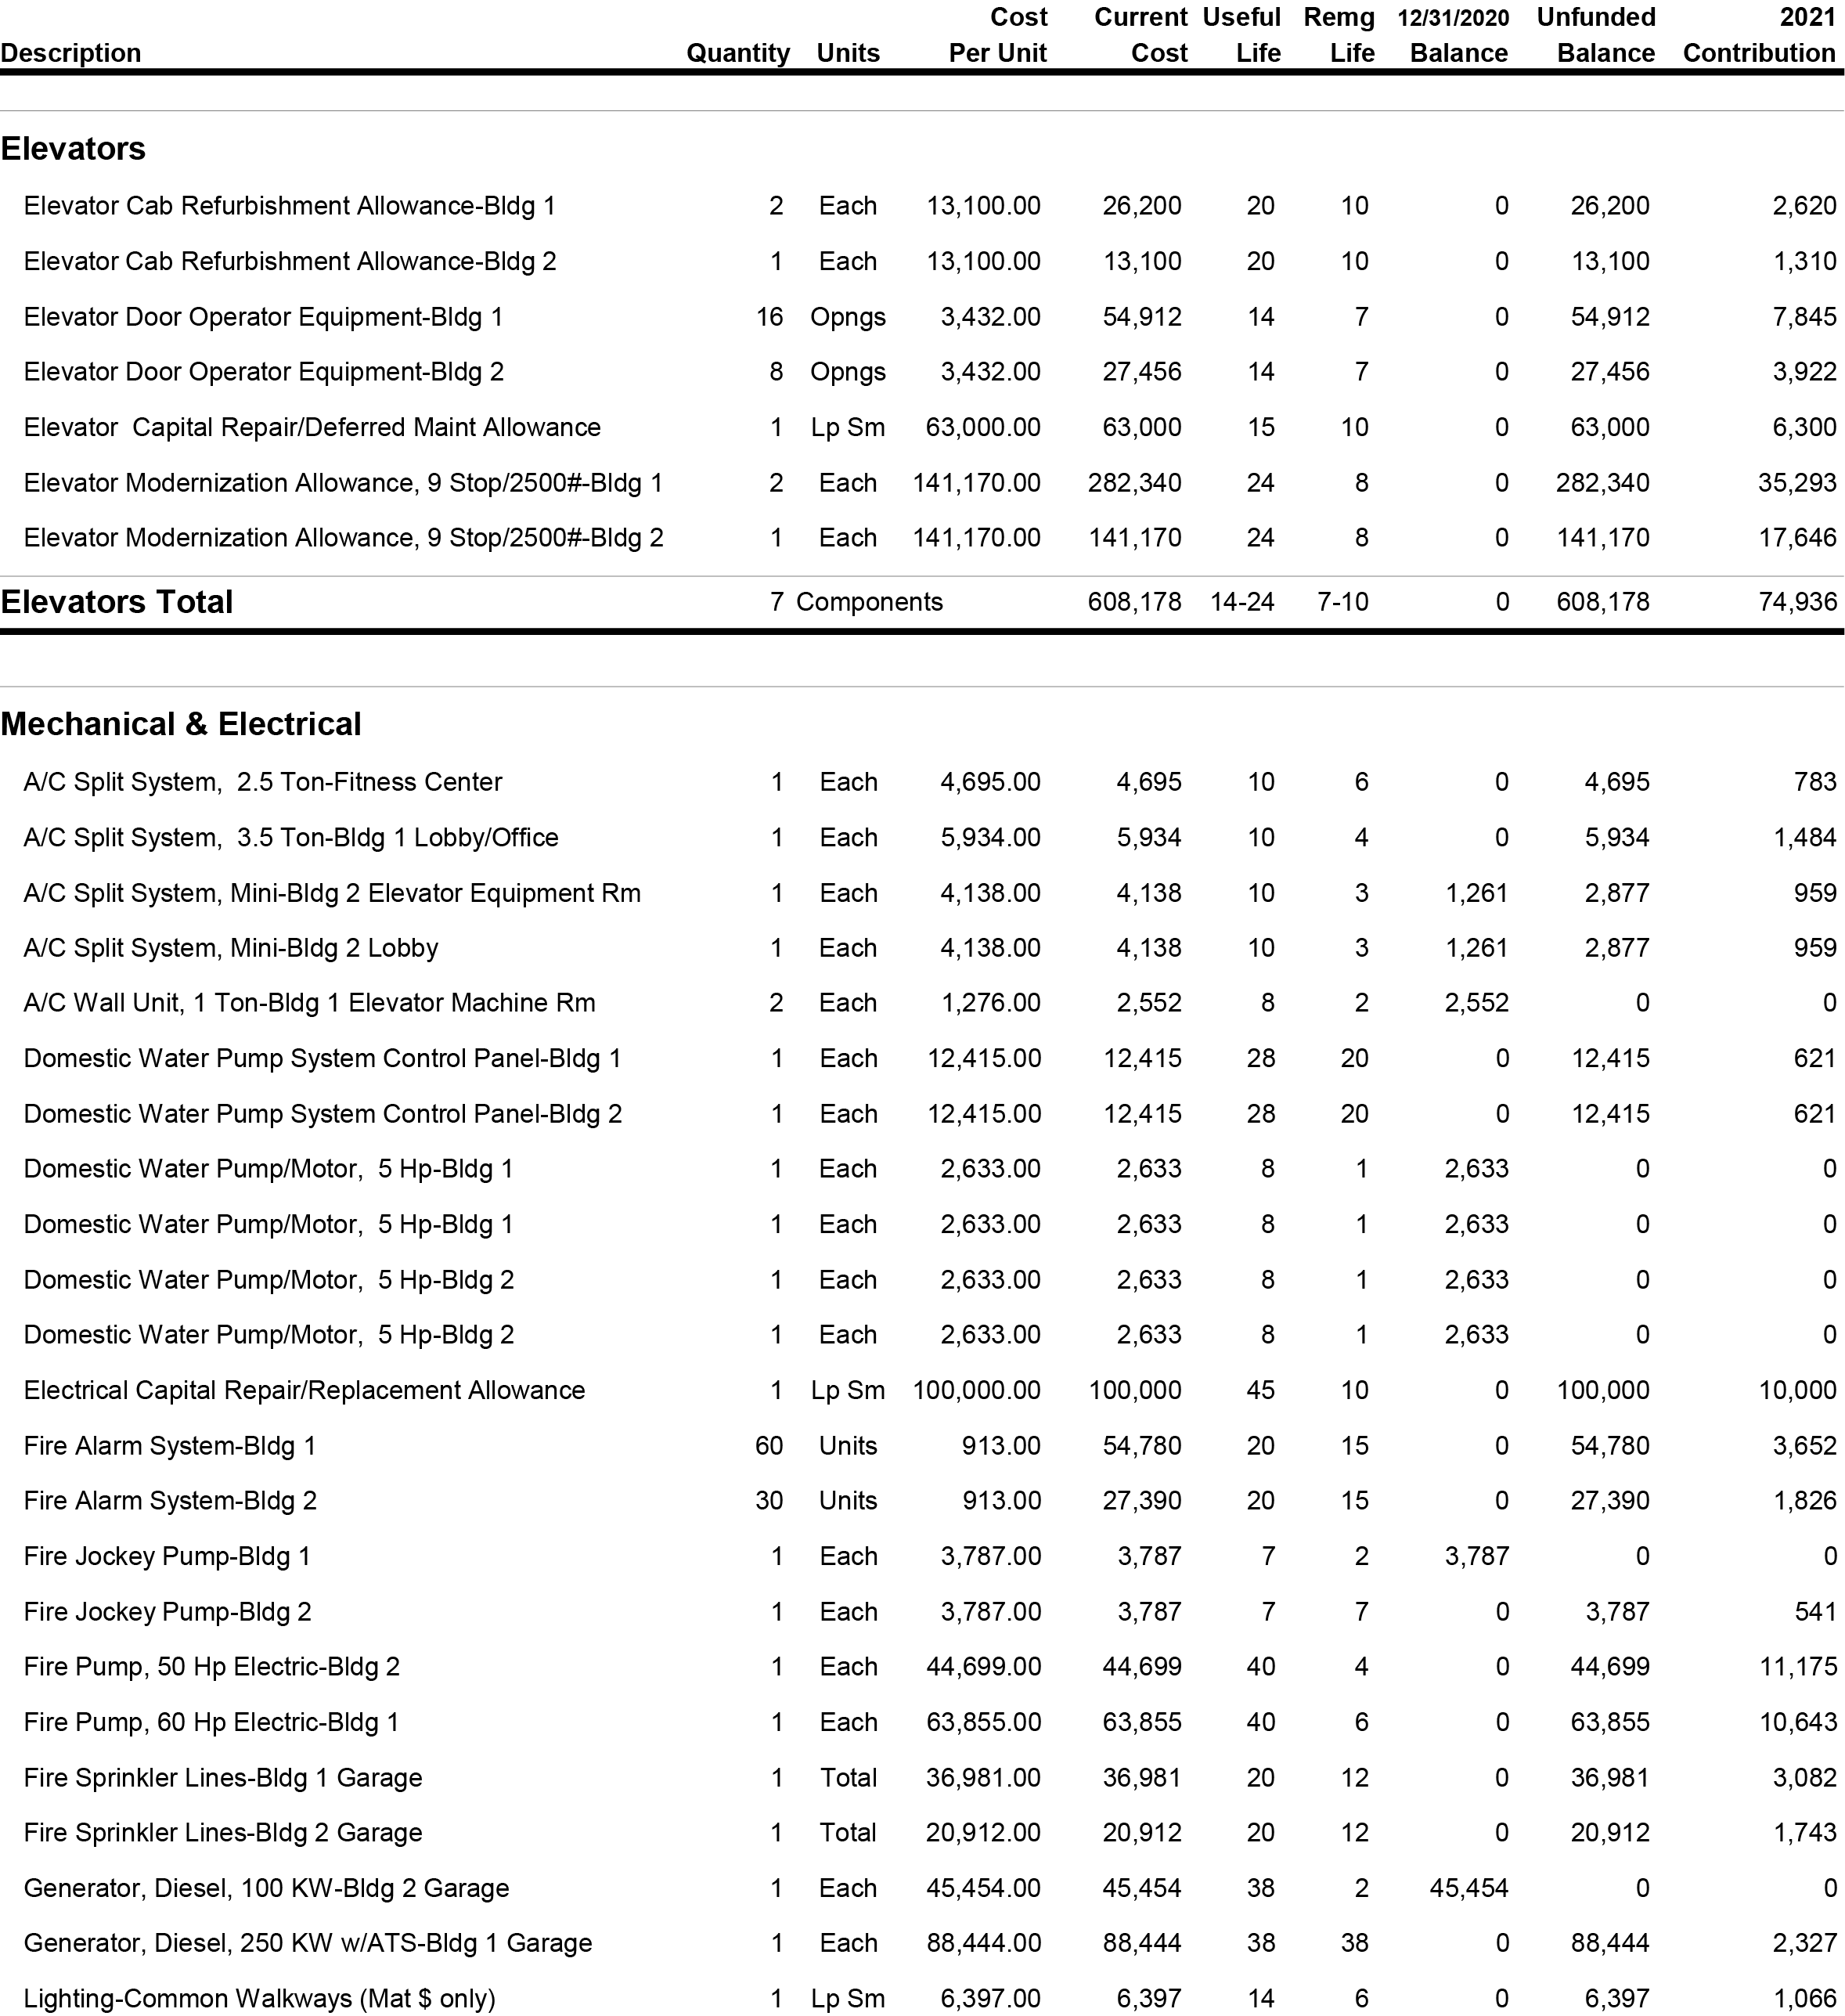 Cost Current Useful Remg 12/31/2020 Unfunded 2021
Description Quantity Units Per Unit Cost Life Life Balance Balance Contribution
Elevators
Elevator Cab Refurbishment Allowance-Bldg 1 2 Each 13,100.00 26,200 20 10 0 26,200 2,620
Elevator Cab Refurbishment Allowance-Bldg 2 1 Each 13,100.00 13,100 20 10 0 13,100 1,310
Elevator Door Operator Equipment-Bldg 1 16 Opngs 3,432.00 54,912 14 7 0 54,912 7,845
Elevator Door Operator Equipment-Bldg 2 8 Opngs 3,432.00 27,456 14 7 0 27,456 3,922
Elevator  Capital Repair/Deferred Maint Allowance 1 Lp Sm 63,000.00 63,000 15 10 0 63,000 6,300
Elevator Modernization Allowance, 9 Stop/2500#-Bldg 1 2 Each 141,170.00 282,340 24 8 0 282,340 35,293
Elevator Modernization Allowance, 9 Stop/2500#-Bldg 2 1 Each 141,170.00 141,170 24 8 0 141,170 17,646
Elevators Total 7 Components 608,178 14-24 7-10 0 608,178 74,936
Mechanical & Electrical
A/C Split System,  2.5 Ton-Fitness Center 1 Each 4,695.00 4,695 10 6 0 4,695 783
A/C Split System,  3.5 Ton-Bldg 1 Lobby/Office 1 Each 5,934.00 5,934 10 4 0 5,934 1,484
A/C Split System, Mini-Bldg 2 Elevator Equipment Rm 1 Each 4,138.00 4,138 10 3 1,261 2,877 959
A/C Split System, Mini-Bldg 2 Lobby 1 Each 4,138.00 4,138 10 3 1,261 2,877 959
A/C Wall Unit, 1 Ton-Bldg 1 Elevator Machine Rm 2 Each 1,276.00 2,552 8 2 2,552 0 0
Domestic Water Pump System Control Panel-Bldg 1 1 Each 12,415.00 12,415 28 20 0 12,415 621
Domestic Water Pump System Control Panel-Bldg 2 1 Each 12,415.00 12,415 28 20 0 12,415 621
Domestic Water Pump/Motor,  5 Hp-Bldg 1 1 Each 2,633.00 2,633 8 1 2,633 0 0
Domestic Water Pump/Motor,  5 Hp-Bldg 1 1 Each 2,633.00 2,633 8 1 2,633 0 0
Domestic Water Pump/Motor,  5 Hp-Bldg 2 1 Each 2,633.00 2,633 8 1 2,633 0 0
Domestic Water Pump/Motor,  5 Hp-Bldg 2 1 Each 2,633.00 2,633 8 1 2,633 0 0
Electrical Capital Repair/Replacement Allowance 1 Lp Sm 100,000.00 100,000 45 10 0 100,000 10,000
Fire Alarm System-Bldg 1 60 Units 913.00 54,780 20 15 0 54,780 3,652
Fire Alarm System-Bldg 2 30 Units 913.00 27,390 20 15 0 27,390 1,826
Fire Jockey Pump-Bldg 1 1 Each 3,787.00 3,787 7 2 3,787 0 0
Fire Jockey Pump-Bldg 2 1 Each 3,787.00 3,787 7 7 0 3,787 541
Fire Pump, 50 Hp Electric-Bldg 2 1 Each 44,699.00 44,699 40 4 0 44,699 11,175
Fire Pump, 60 Hp Electric-Bldg 1 1 Each 63,855.00 63,855 40 6 0 63,855 10,643
Fire Sprinkler Lines-Bldg 1 Garage 1 Total 36,981.00 36,981 20 12 0 36,981 3,082
Fire Sprinkler Lines-Bldg 2 Garage 1 Total 20,912.00 20,912 20 12 0 20,912 1,743
Generator, Diesel, 100 KW-Bldg 2 Garage 1 Each 45,454.00 45,454 38 2 45,454 0 0
Generator, Diesel, 250 KW w/ATS-Bldg 1 Garage 1 Each 88,444.00 88,444 38 38 0 88,444 2,327
Lighting-Common Walkways (Mat $ only) 1 Lp Sm 6,397.00 6,397 14 6 0 6,397 1,066